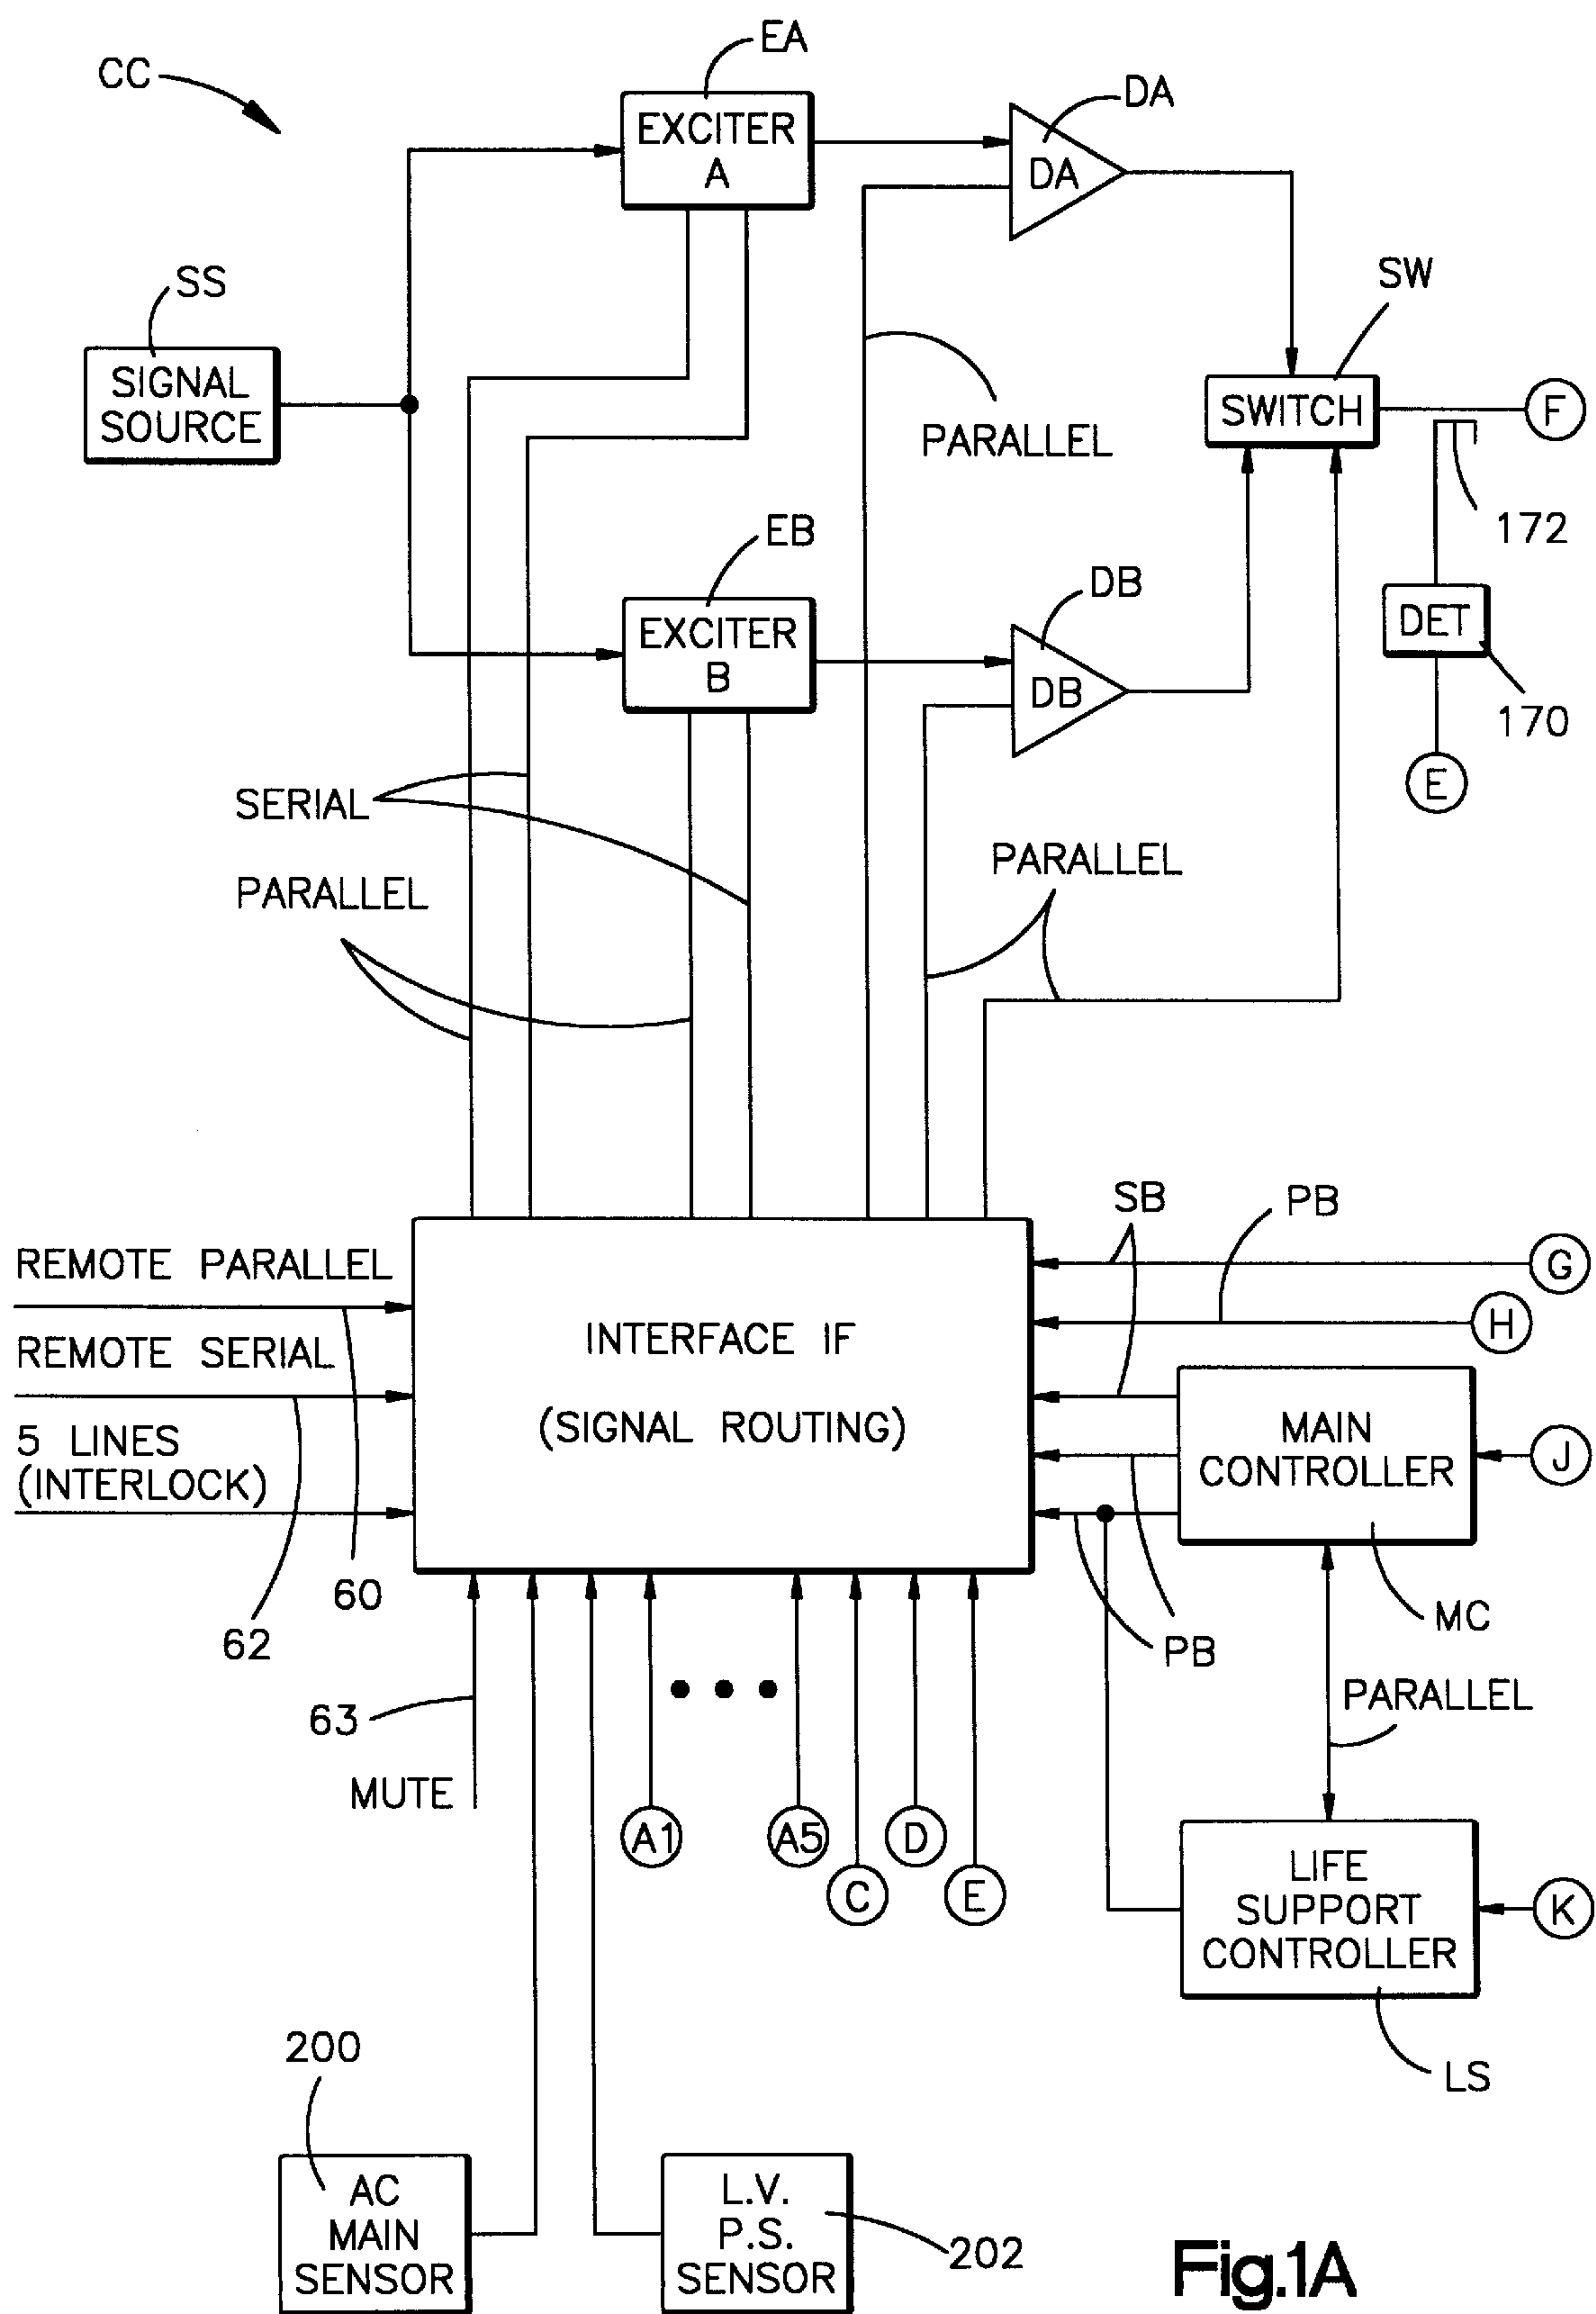 EA
CC
DA
EXCITER
A
DA
SS
SW
SIGNAL
SOURCE
SWITCH
F
PARALLEL
172
EB
DB
EXCITER
B
DET
DB
170
E
SERIAL
PARALLEL
PARALLEL
SB
PB
REMOTE PARALLEL
G
H
REMOTE SERIAL
INTERFACE IF
(SIGNAL ROUTING)
5 LINES
(INTERLOCK)
MAIN
CONTROLLER
J
60
62
MC
PB
63
PARALLEL
MUTE
A1
A5
D
C
E
LIFE
SUPPORT
CONTROLLER
K
200
LS
AC
MAIN
SENSOR
L.V.
P.S.
SENSOR
202
Fig.1A